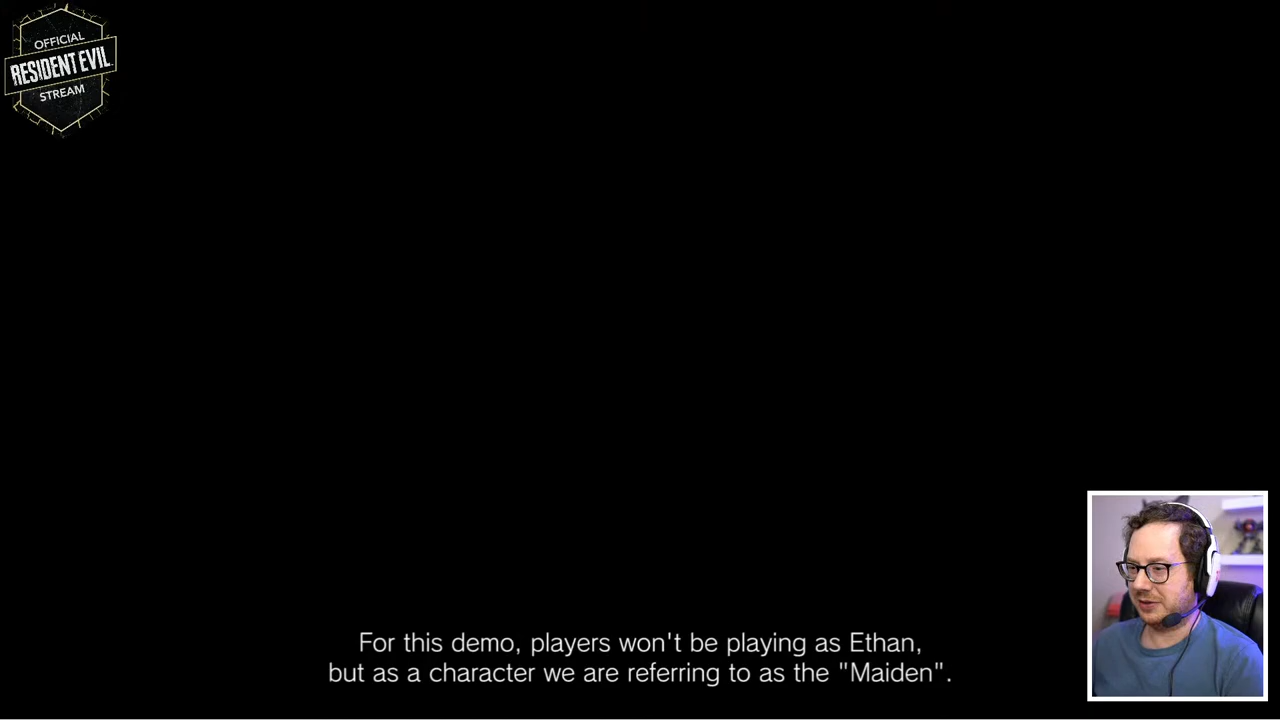 OFFICIAL
RESIDENT EVIL
STREAM
For this demo, players won't be playing as Ethan,
but as a character we are referring to as the "Maiden".